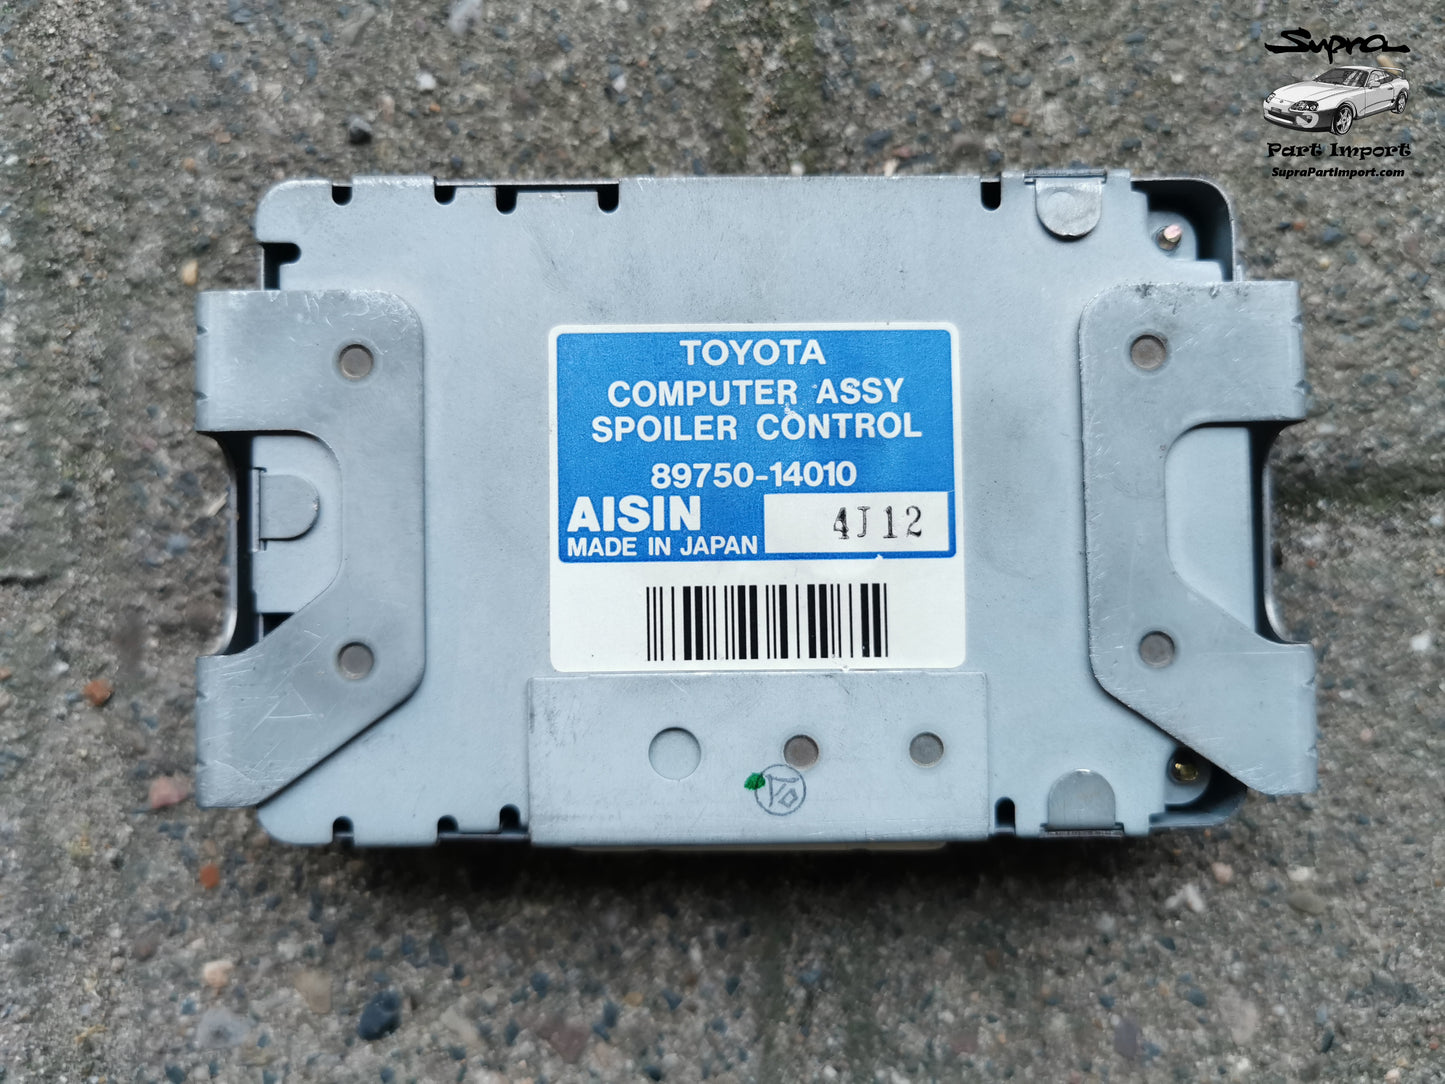 Supra
Part Import
SupraPartImport.com
TOYOTA
COMPUTER ASSY
SPOILER CONTROL
89750-14010
AISIN
4J12
MADE IN JAPAN